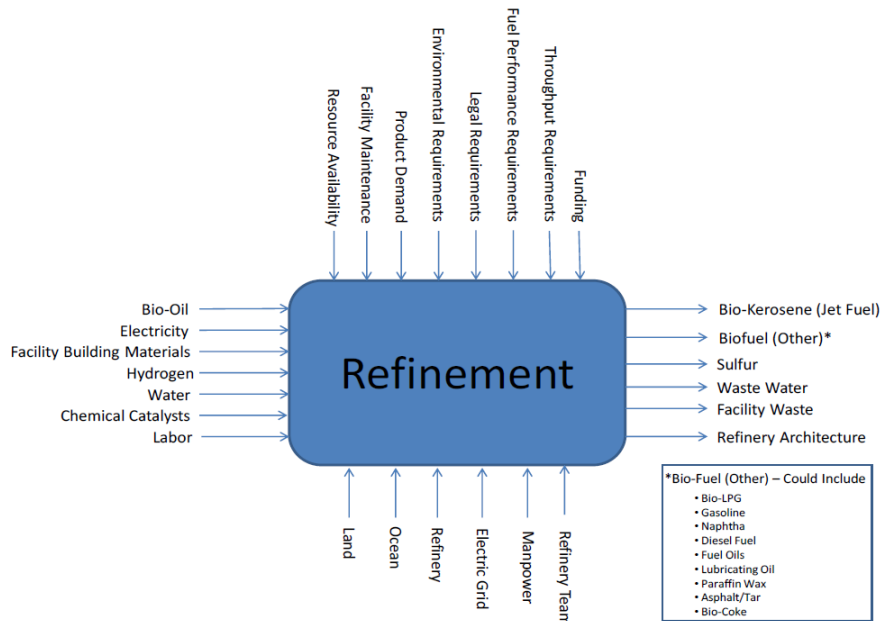 Resource Availability
Facility Maintenance
Product Demand
Environmental Requirements
Legal Requirements
Fuel Performance Requirements
Throughput Requirements
Funding
Bio-Oil
Electricity
Facility Building Materials
Hydrogen
Water
Chemical Catalysts
Labor
Refinement
Bio-Kerosene (Jet Fuel)
Biofuel (Other)*
Sulfur
Waste Water
Facility Waste
Refinery Architecture
Land
Ocean
Refinery
Electric Grid
Manpower
Refinery Team
*Bio-Fuel (Other) – Could Include
• Bio-LPG
• Gasoline
• Naphtha
• Diesel Fuel
• Fuel Oils
• Lubricating Oil
• Paraffin Wax
• Asphalt/Tar
• Bio-Coke